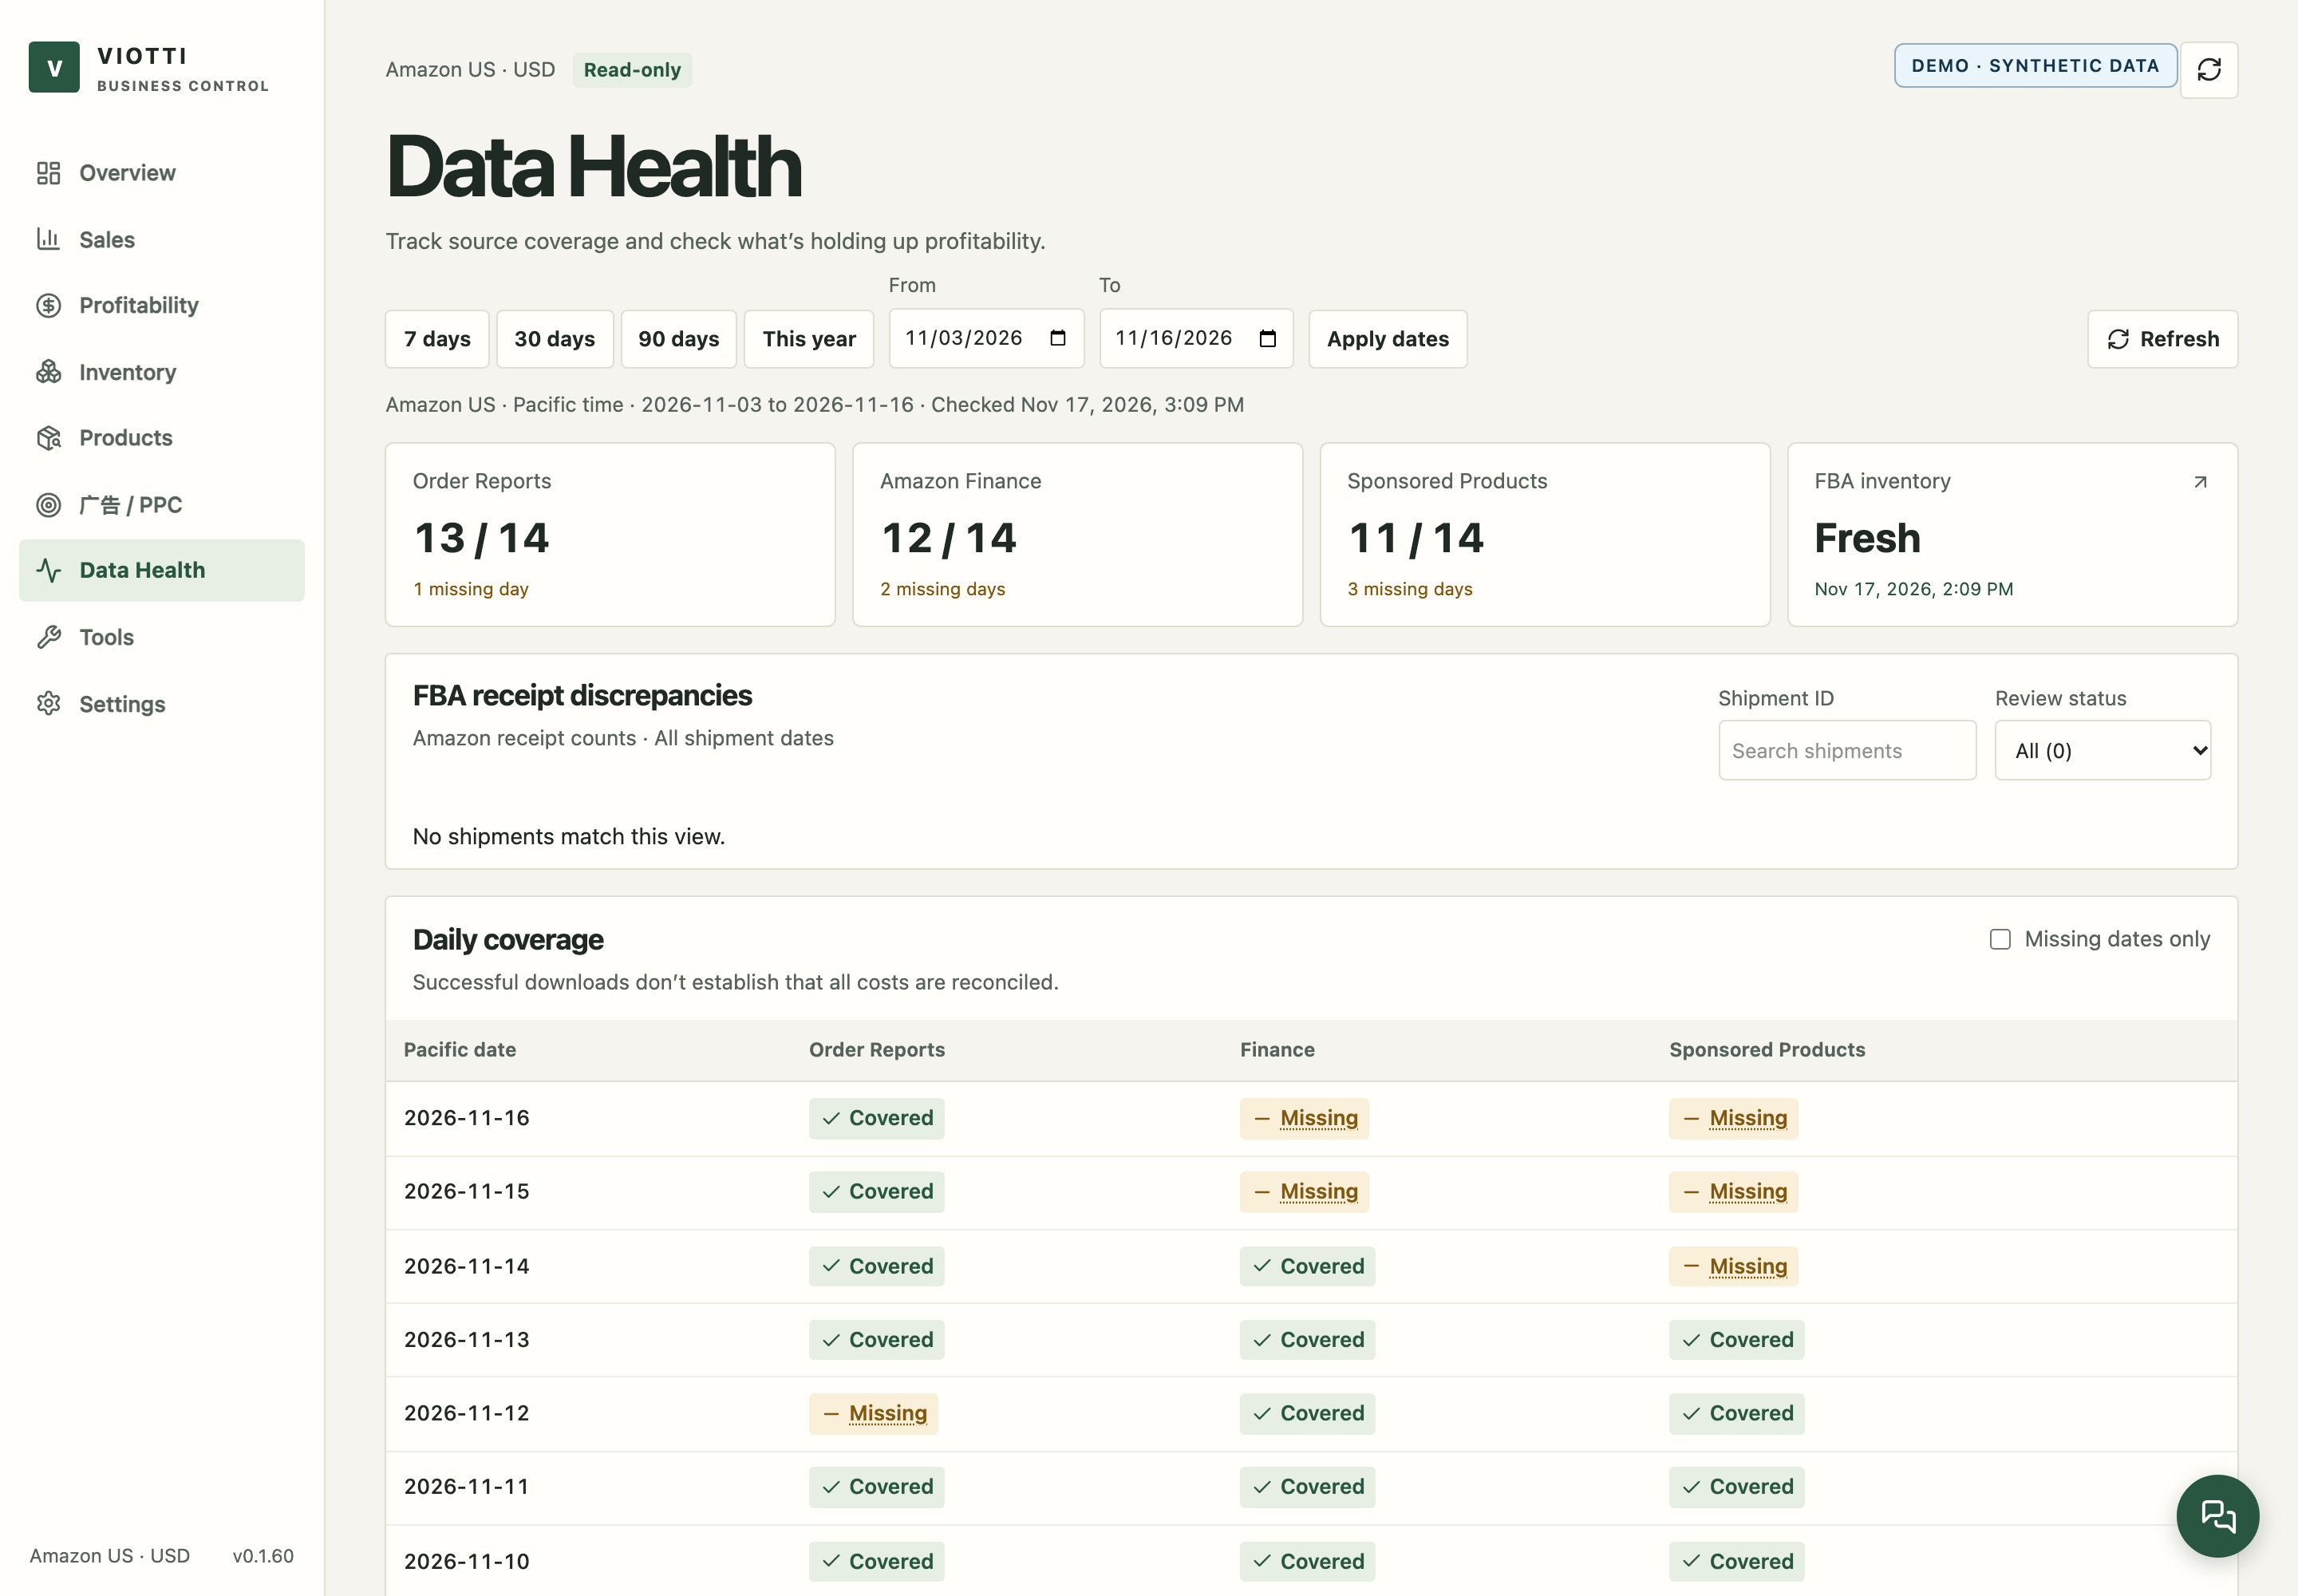 V
VIOTTI
BUSINESS CONTROL
Overview
Sales
Profitability
Inventory
Products
广告 / PPC
Data Health
Tools
Settings
Amazon US · USD v0.1.60
Amazon US · USD Read-only
DEMO · SYNTHETIC DATA
Data Health
Track source coverage and check what’s holding up profitability.
From To
7 days 30 days 90 days This year 11/03/2026 11/16/2026 Apply dates Refresh
Amazon US · Pacific time · 2026-11-03 to 2026-11-16 · Checked Nov 17, 2026, 3:09 PM
Order Reports
13 / 14
1 missing day
Amazon Finance
12 / 14
2 missing days
Sponsored Products
11 / 14
3 missing days
FBA inventory
Fresh
Nov 17, 2026, 2:09 PM
FBA receipt discrepancies
Amazon receipt counts · All shipment dates
Shipment ID
Search shipments
Review status
All (0)
No shipments match this view.
Daily coverage
Missing dates only
Successful downloads don’t establish that all costs are reconciled.
Pacific date Order Reports Finance Sponsored Products
2026-11-16 Covered Missing Missing
2026-11-15 Covered Missing Missing
2026-11-14 Covered Covered Missing
2026-11-13 Covered Covered Covered
2026-11-12 Missing Covered Covered
2026-11-11 Covered Covered Covered
2026-11-10 Covered Covered Covered